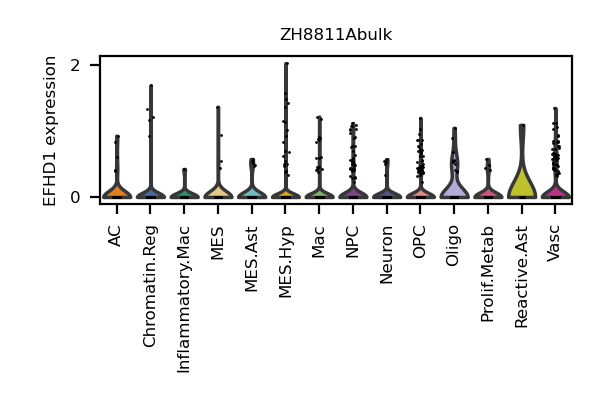 ZH8811Abulk
EFHD1 expression
2
0
AC
Chromatin.Reg
Inflammatory.Mac
MES
MES.Ast
MES.Hyp
Mac
NPC
Neuron
OPC
Oligo
Prolif.Metab
Reactive.Ast
Vasc